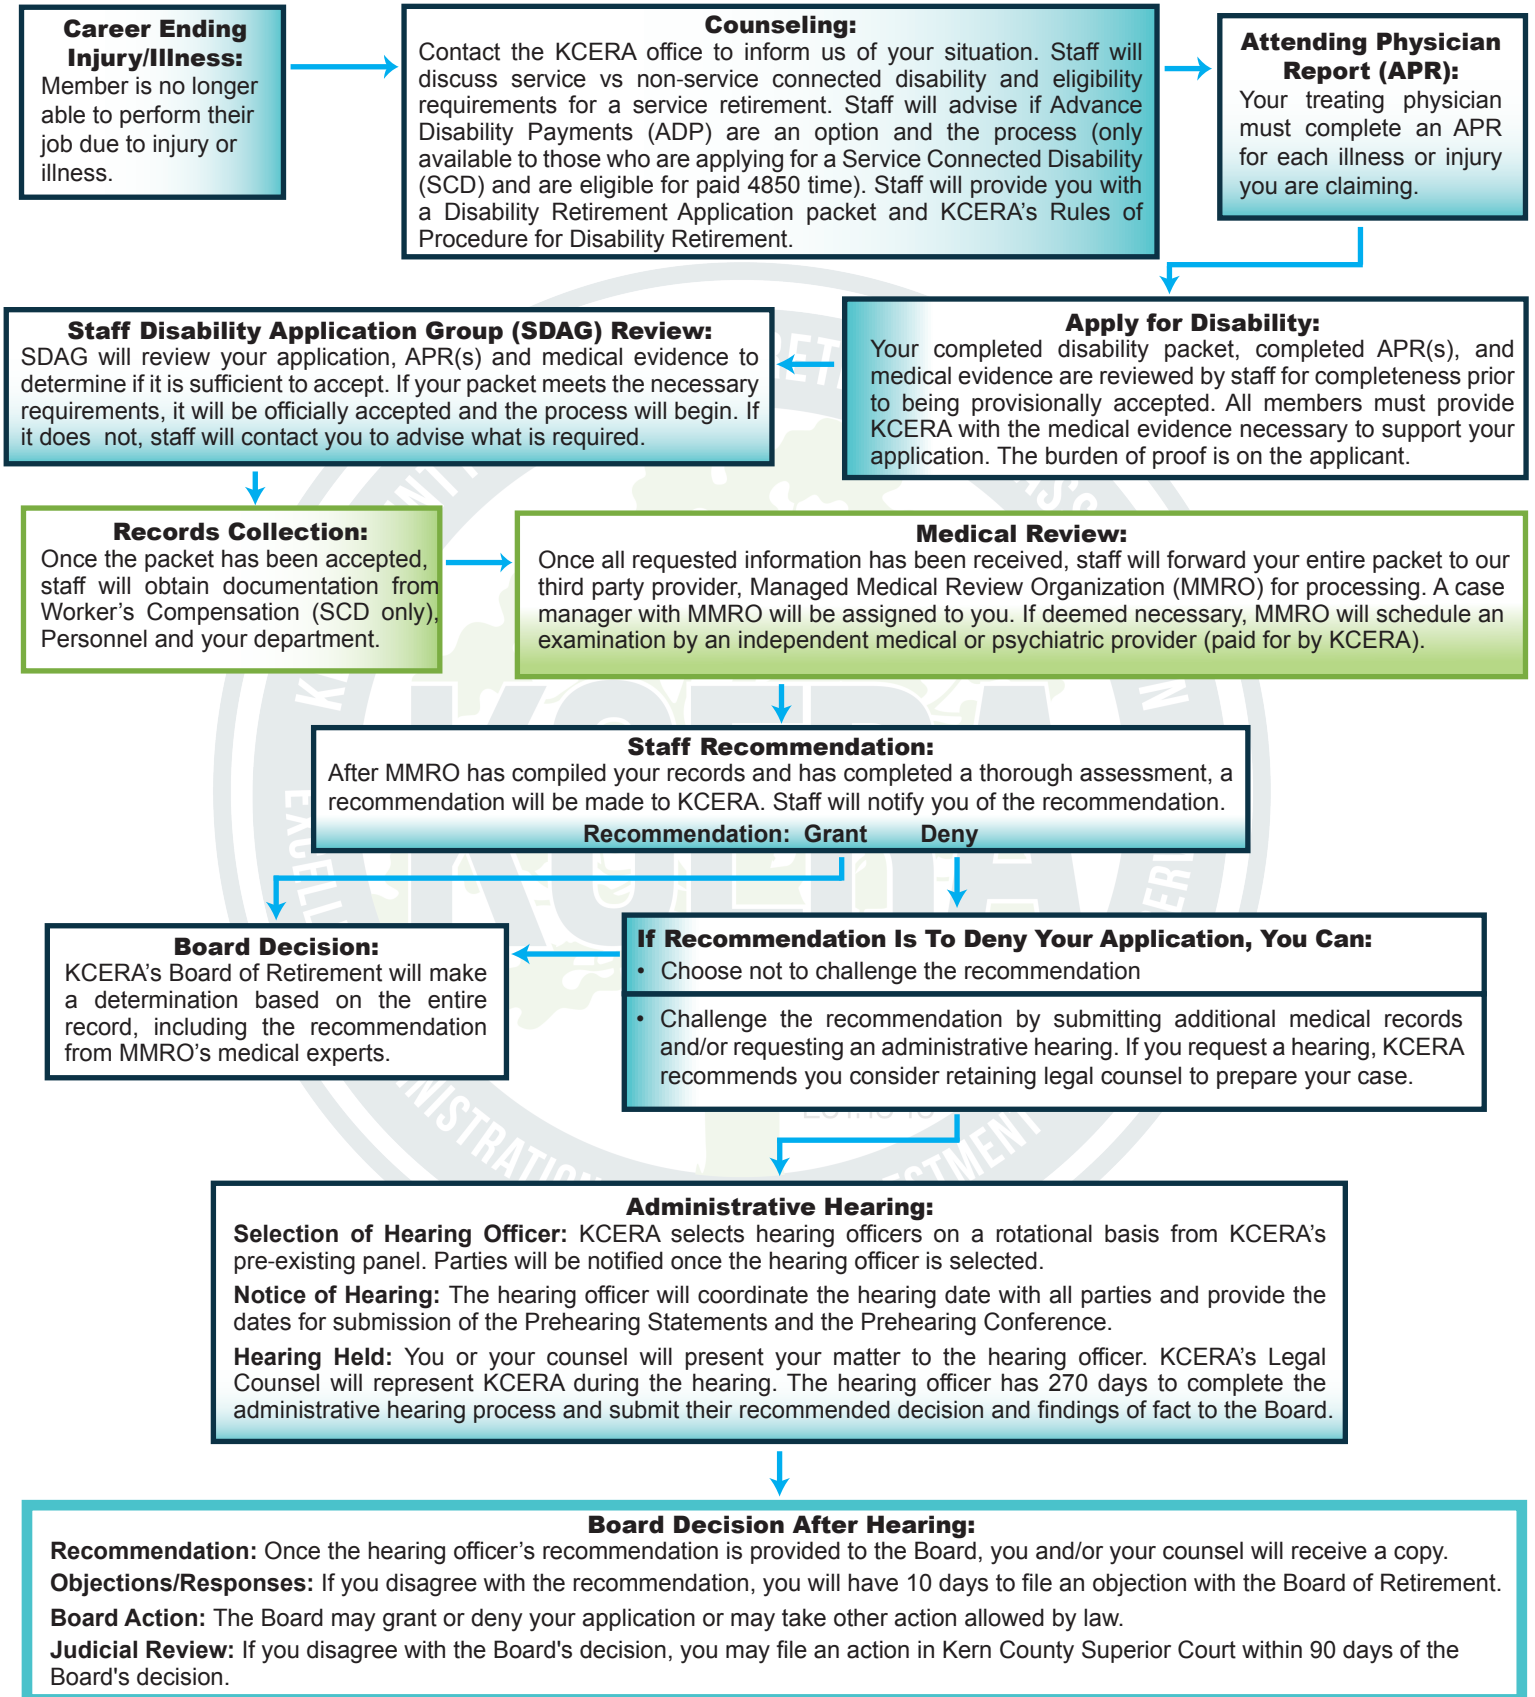 Career Ending
Injury/Illness:
Member is no longer
able to perform their
job due to injury or
illness.
Counseling:
Contact the KCERA office to inform us of your situation. Staff will
discuss service vs non-service connected disability and eligibility
requirements for a service retirement. Staff will advise if Advance
Disability Payments (ADP) are an option and the process (only
available to those who are applying for a Service Connected Disability
(SCD) and are eligible for paid 4850 time). Staff will provide you with
a Disability Retirement Application packet and KCERA's Rules of
Procedure for Disability Retirement.
Attending Physician
Report (APR):
Your treating physician
must complete an APR
for each illness or injury
you are claiming.
Apply for Disability:
Your completed disability packet, completed APR(s), and
medical evidence are reviewed by staff for completeness prior
to being provisionally accepted. All members must provide
KCERA with the medical evidence necessary to support your
application. The burden of proof is on the applicant.
Staff Disability Application Group (SDAG) Review:
SDAG will review your application, APR(s) and medical evidence to
determine if it is sufficient to accept. If your packet meets the necessary
requirements, it will be officially accepted and the process will begin. If
it does  not, staff will contact you to advise what is required.
Records Collection:
Once the packet has been accepted,
staff will obtain documentation from
Worker's Compensation (SCD only),
Personnel and your department.
Medical Review:
Once all requested information has been received, staff will forward your entire packet to our
third party provider, Managed Medical Review Organization (MMRO) for processing. A case
manager with MMRO will be assigned to you. If deemed necessary, MMRO will schedule an
examination by an independent medical or psychiatric provider (paid for by KCERA).
Staff Recommendation:
After MMRO has compiled your records and has completed a thorough assessment, a
recommendation will be made to KCERA. Staff will notify you of the recommendation.
Recommendation: Grant Deny
Board Decision:
KCERA's Board of Retirement will make
a determination based on the entire
record, including the recommendation
from MMRO's medical experts.
If Recommendation Is To Deny Your Application, You Can:
• Choose not to challenge the recommendation
• Challenge the recommendation by submitting additional medical records
and/or requesting an administrative hearing. If you request a hearing, KCERA
recommends you consider retaining legal counsel to prepare your case.
Administrative Hearing:
Selection of Hearing Officer: KCERA selects hearing officers on a rotational basis from KCERA's
pre-existing panel. Parties will be notified once the hearing officer is selected.
Notice of Hearing: The hearing officer will coordinate the hearing date with all parties and provide the
dates for submission of the Prehearing Statements and the Prehearing Conference.
Hearing Held: You or your counsel will present your matter to the hearing officer. KCERA's Legal
Counsel will represent KCERA during the hearing. The hearing officer has 270 days to complete the
administrative hearing process and submit their recommended decision and findings of fact to the Board.
Board Decision After Hearing:
Recommendation: Once the hearing officer's recommendation is provided to the Board, you and/or your counsel will receive a copy.
Objections/Responses: If you disagree with the recommendation, you will have 10 days to file an objection with the Board of Retirement.
Board Action: The Board may grant or deny your application or may take other action allowed by law.
Judicial Review: If you disagree with the Board's decision, you may file an action in Kern County Superior Court within 90 days of the
Board's decision.
KCERA